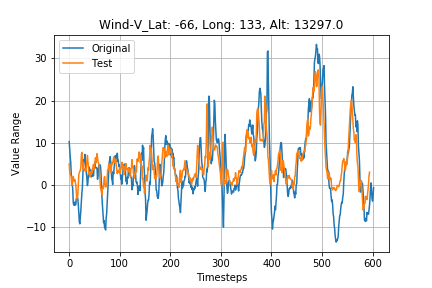 Wind-V_Lat: -66, Long: 133, Alt: 13297.0
Original
Test
Value Range
30
20
10
0
−10
0 100 200 300 400 500 600
Timesteps